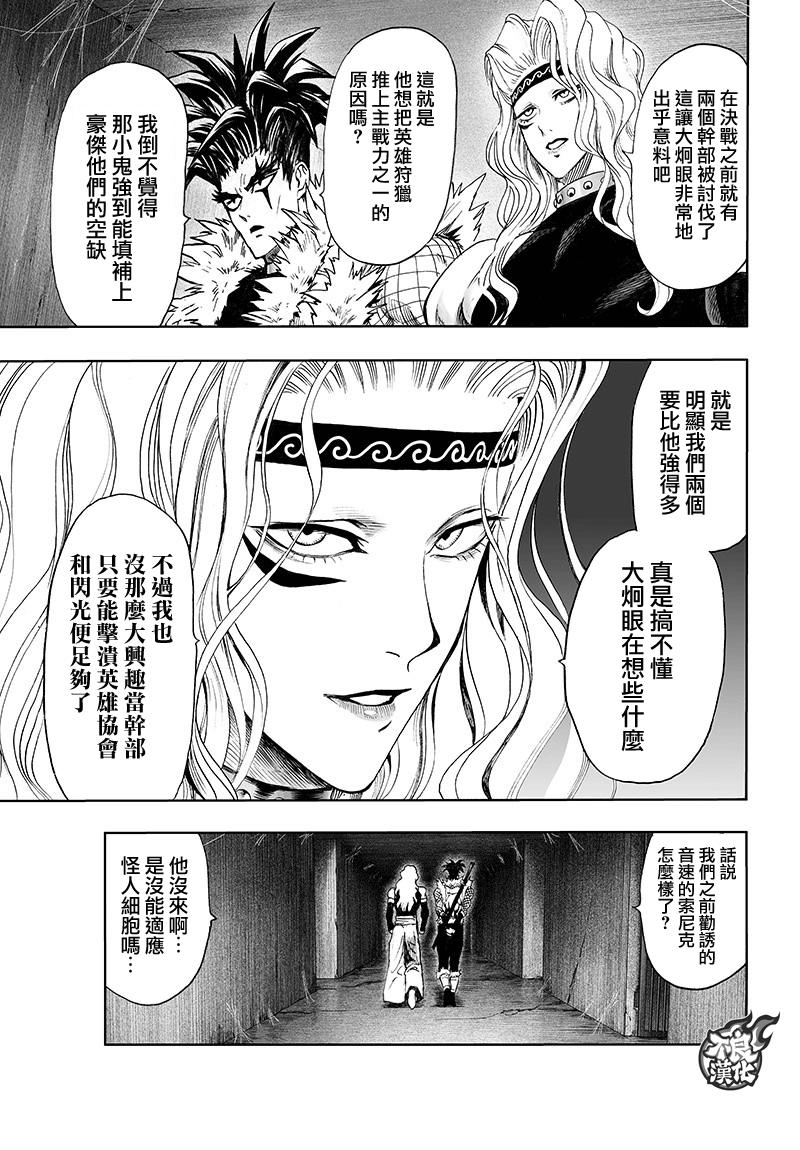 在決戰之前就有
兩個幹部被討伐了
這讓大炯眼非常地
出乎意料吧
這就是
他想把英雄狩獵
推上主戰力之一的
原因嗎？
我倒不覺得
那小鬼強到能填補上
豪傑他們的空缺
就是
明顯我們兩個
要比他強得多
真是搞不懂
大炯眼在想些什麼
不過我也
沒那麼大興趣當幹部
只要能擊潰英雄協會
和閃光便足夠了
話說
我們之前勸誘的
音速的索尼克
怎麼樣了？
他沒來啊…
是沒能適應
怪人細胞嗎…
不良
漢化